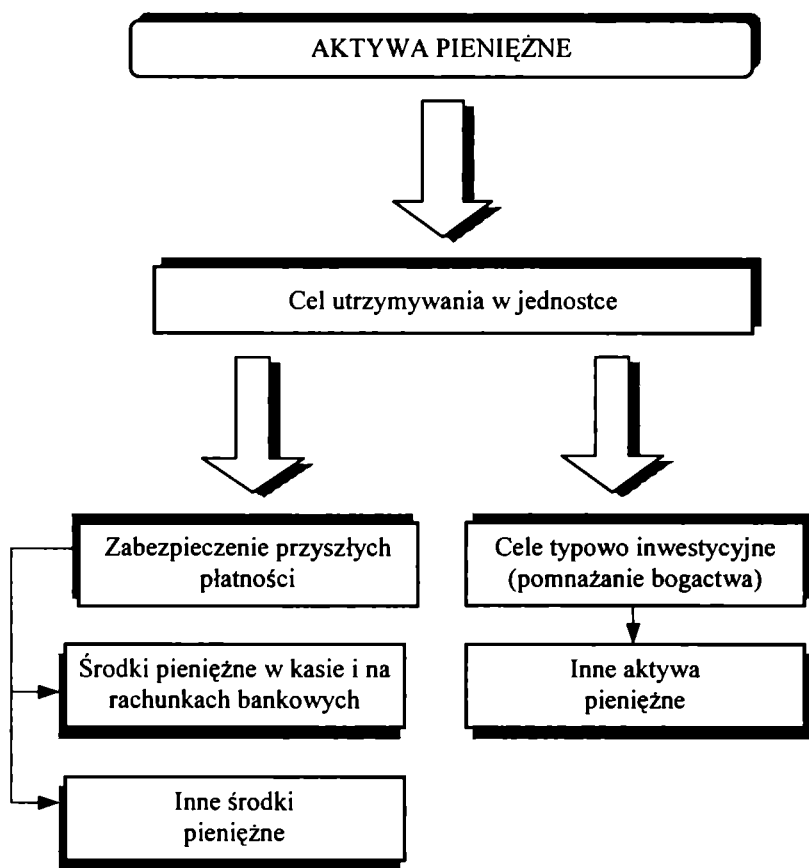 AKTYWA PIENIĘŻNE
Cel utrzymywania w jednostce
Zabezpieczenie przyszłych
płatności
Cele typowo inwestycyjne
(pomnażanie bogactwa)
Środki pieniężne w kasie i na
rachunkach bankowych
Inne aktywa
pieniężne
Inne środki
pieniężne